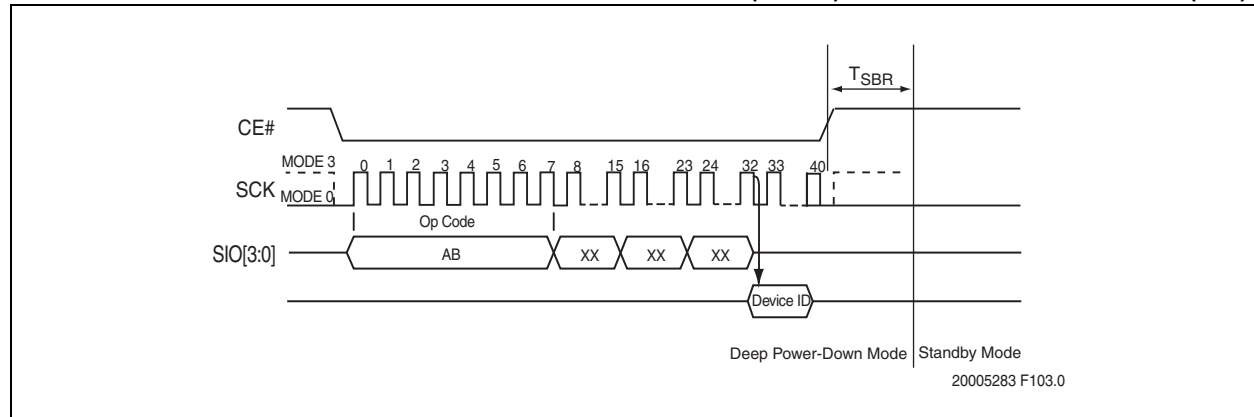 TSBR
CE#
MODE 3
0 1 2 3 4 5 6 7 8 15 16 23 24 32 33 40
SCK
MODE 0
Op Code
SIO[3:0]
AB XX XX XX
Device ID
Deep Power-Down Mode Standby Mode
20005283 F103.0